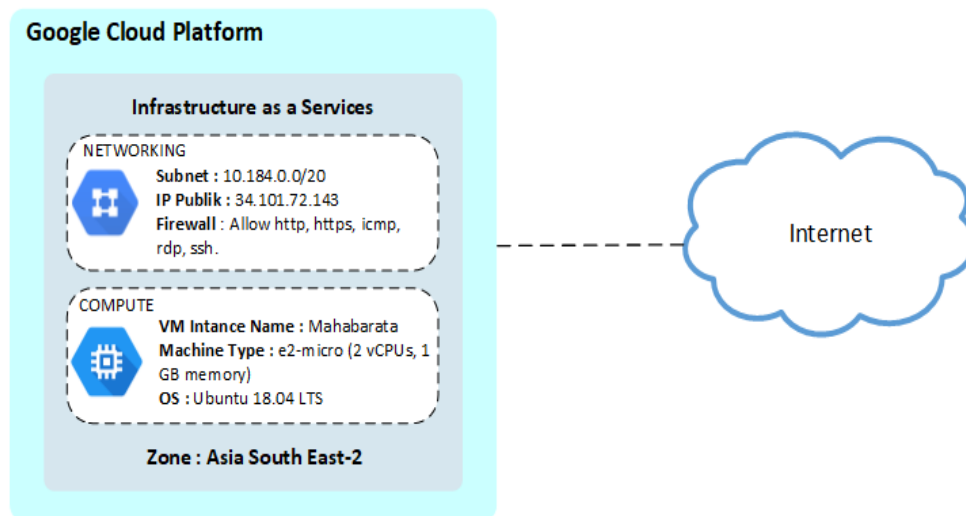 Google Cloud Platform
Infrastructure as a Services
NETWORKING
Subnet : 10.184.0.0/20
IP Publik : 34.101.72.143
Firewall : Allow http, https, icmp,
rdp, ssh.
COMPUTE
VM Intance Name : Mahabarata
Machine Type : e2-micro (2 vCPUs, 1
GB memory)
OS : Ubuntu 18.04 LTS
Zone : Asia South East-2
Internet